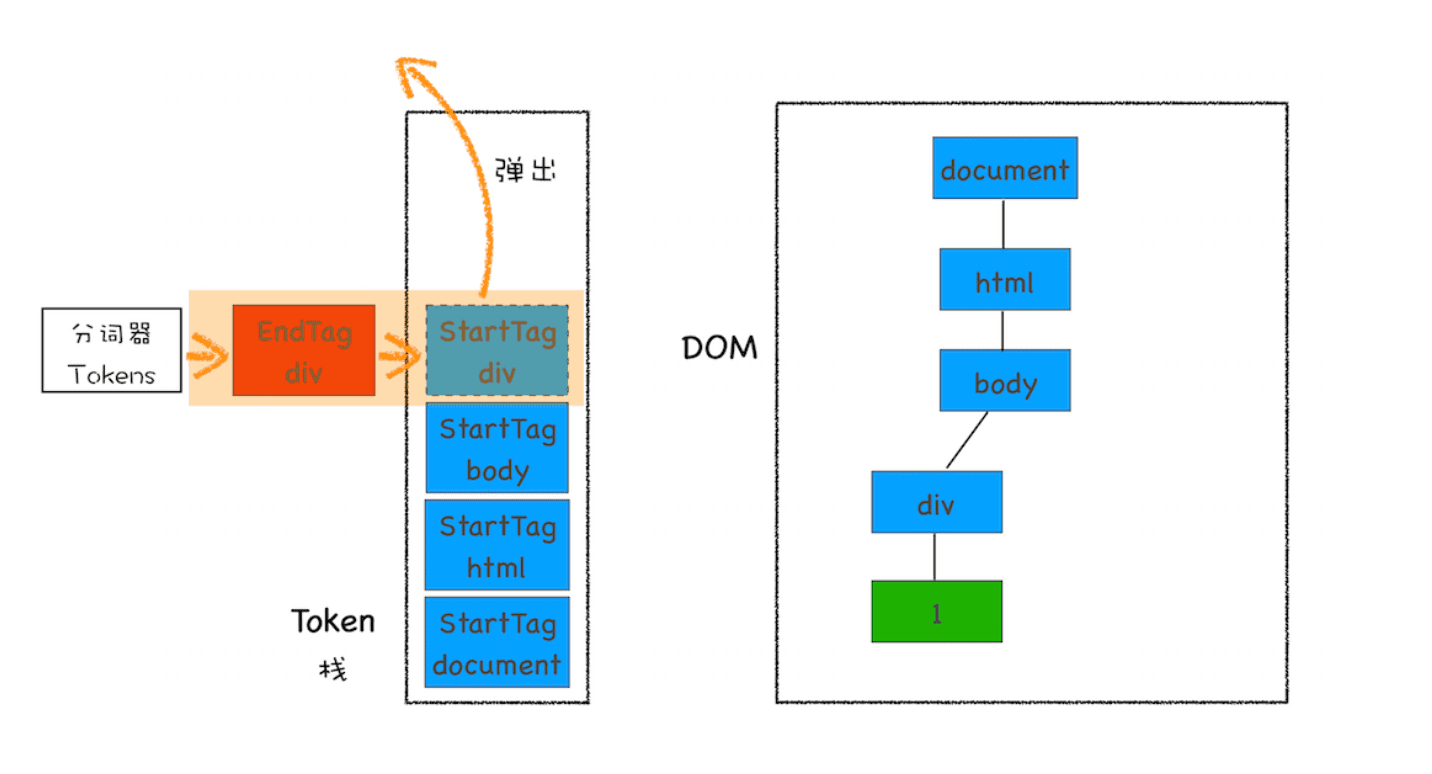 弹出
分词器
Tokens
EndTag
div
StartTag
div
StartTag
body
StartTag
html
StartTag
document
Token
栈
DOM
document
html
body
div
1